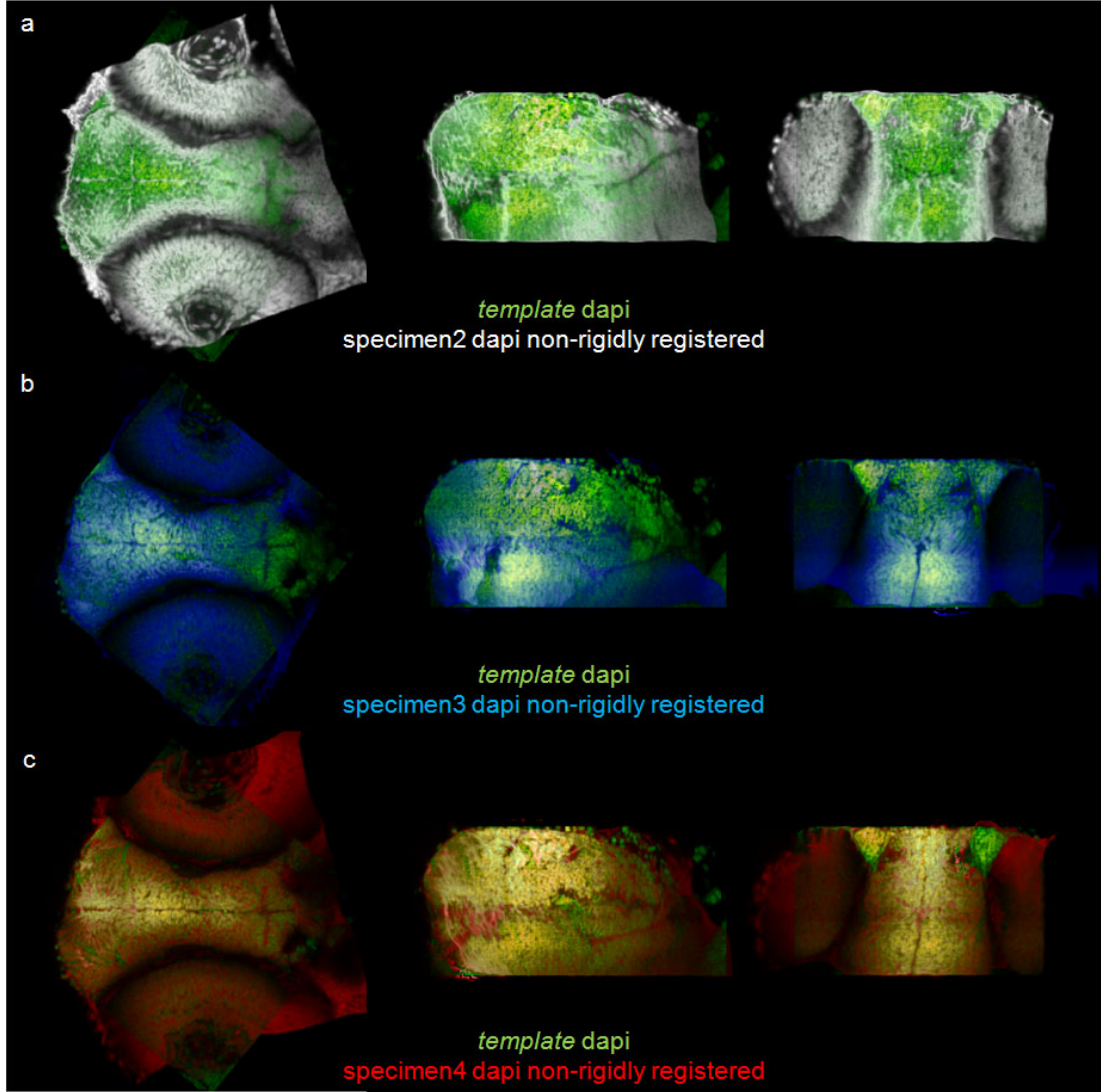 a
template dapi
specimen2 dapi non-rigidly registered
b
template dapi
specimen3 dapi non-rigidly registered
c
template dapi
specimen4 dapi non-rigidly registered